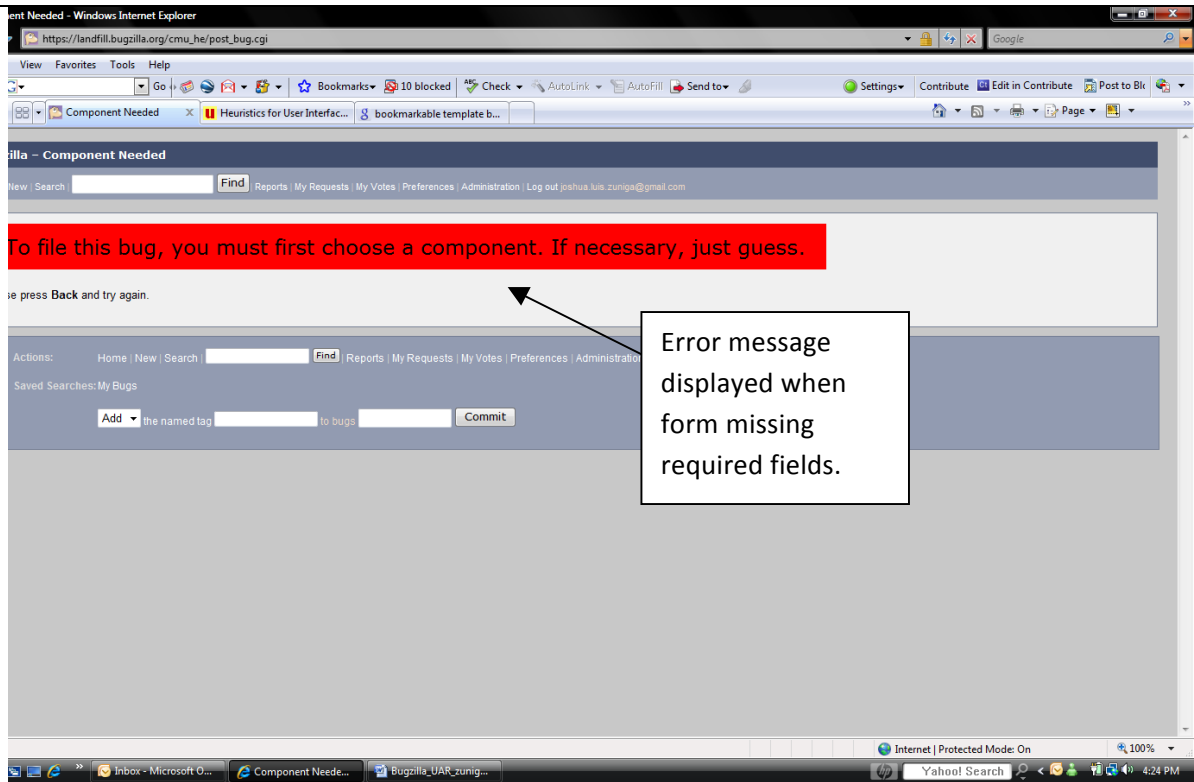 ent Needed - Windows Internet Explorer
https://landfill.bugzilla.org/cmu_he/post_bug.cgi
Google
View Favorites Tools Help
Go
Bookmarks
10 blocked
Check
AutoLink
AutoFill
Send to
Settings
Contribute
Edit in Contribute
Post to Blo
Component Needed
Heuristics for User Interfac...
bookmarkable template b...
Page
zilla – Component Needed
New | Search |
Find
Reports | My Requests | My Votes | Preferences | Administration | Log out joshua.luis.zuniga@gmail.com
To file this bug, you must first choose a component. If necessary, just guess.
se press Back and try again.
Error message
displayed when
form missing
required fields.
Actions: Home | New | Search |
Find
| Reports | My Requests | My Votes | Preferences | Administration
Saved Searches: My Bugs
Add
the named tag
to bugs
Commit
Internet | Protected Mode: On
100%
Inbox - Microsoft O...
Component Neede...
Bugzilla_UAR_zunig...
Yahoo! Search
4:24 PM